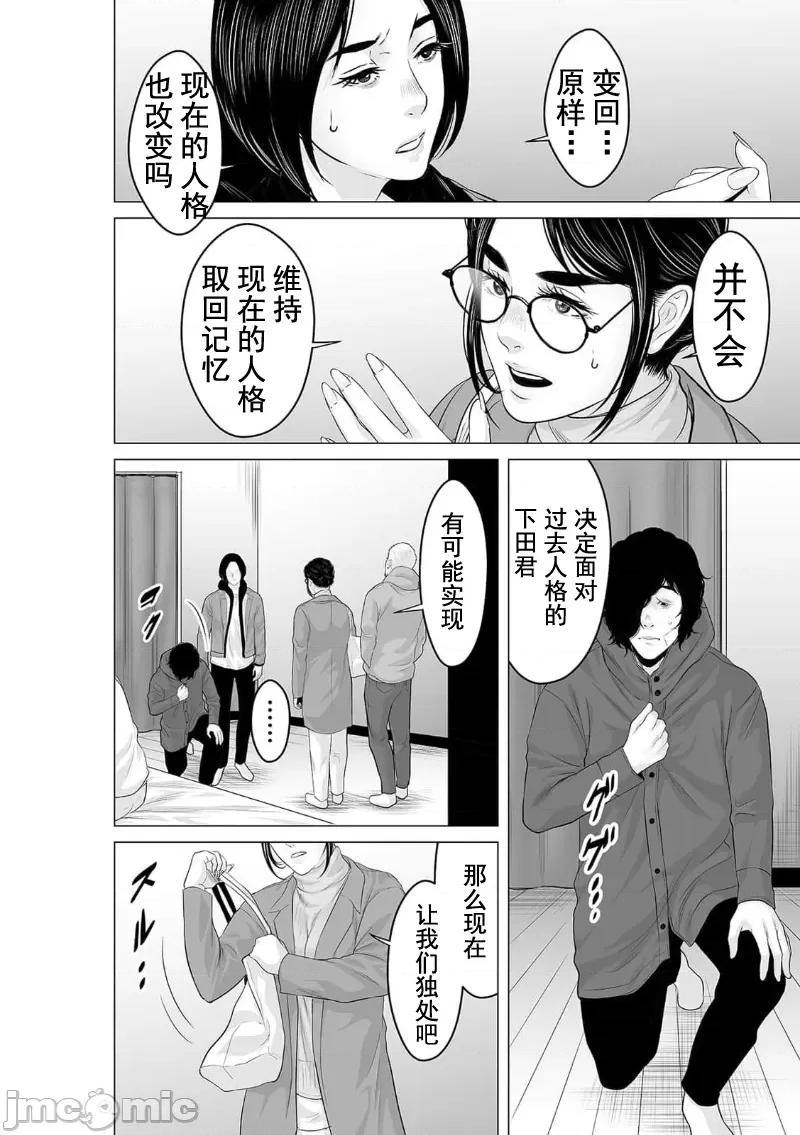 变回…
原样…
现在的人格
也改变吗
并不会
维持
现在的人格
取回记忆
决定面对
过去人格的
下田君
ググ…
有可能实现
……
那么现在
让我们独处吧
スル…
jmcomic